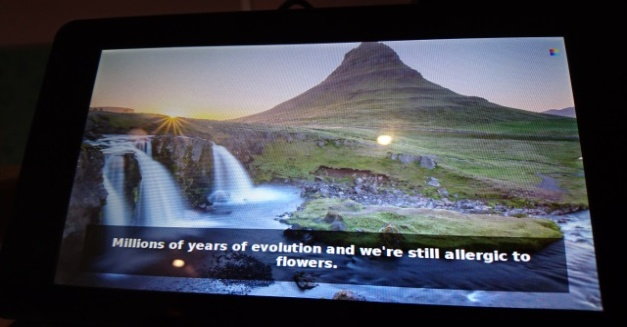 Millions of years of evolution and we're still allergic to
flowers.